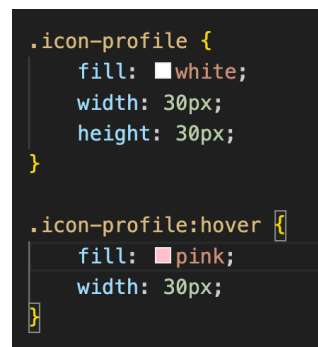 .icon-profile {
    fill: white;
    width: 30px;
    height: 30px;
}

.icon-profile:hover {
    fill: pink;
    width: 30px;
}